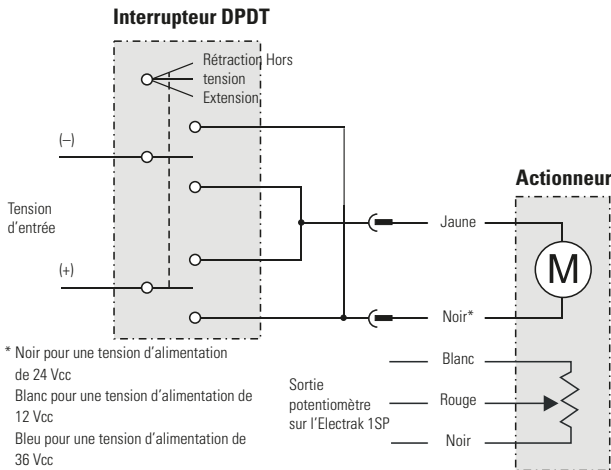 Interrupteur DPDT
Rétraction Hors
tension
Extension
(–)
Tension
d’entrée
(+)
Actionneur
Jaune
M
Noir*
Blanc
Sortie
potentiomètre
sur l’Electrak 1SP
Rouge
Noir
* Noir pour une tension d’alimentation
de 24 Vcc
Blanc pour une tension d’alimentation de
12 Vcc
Bleu pour une tension d’alimentation de
36 Vcc